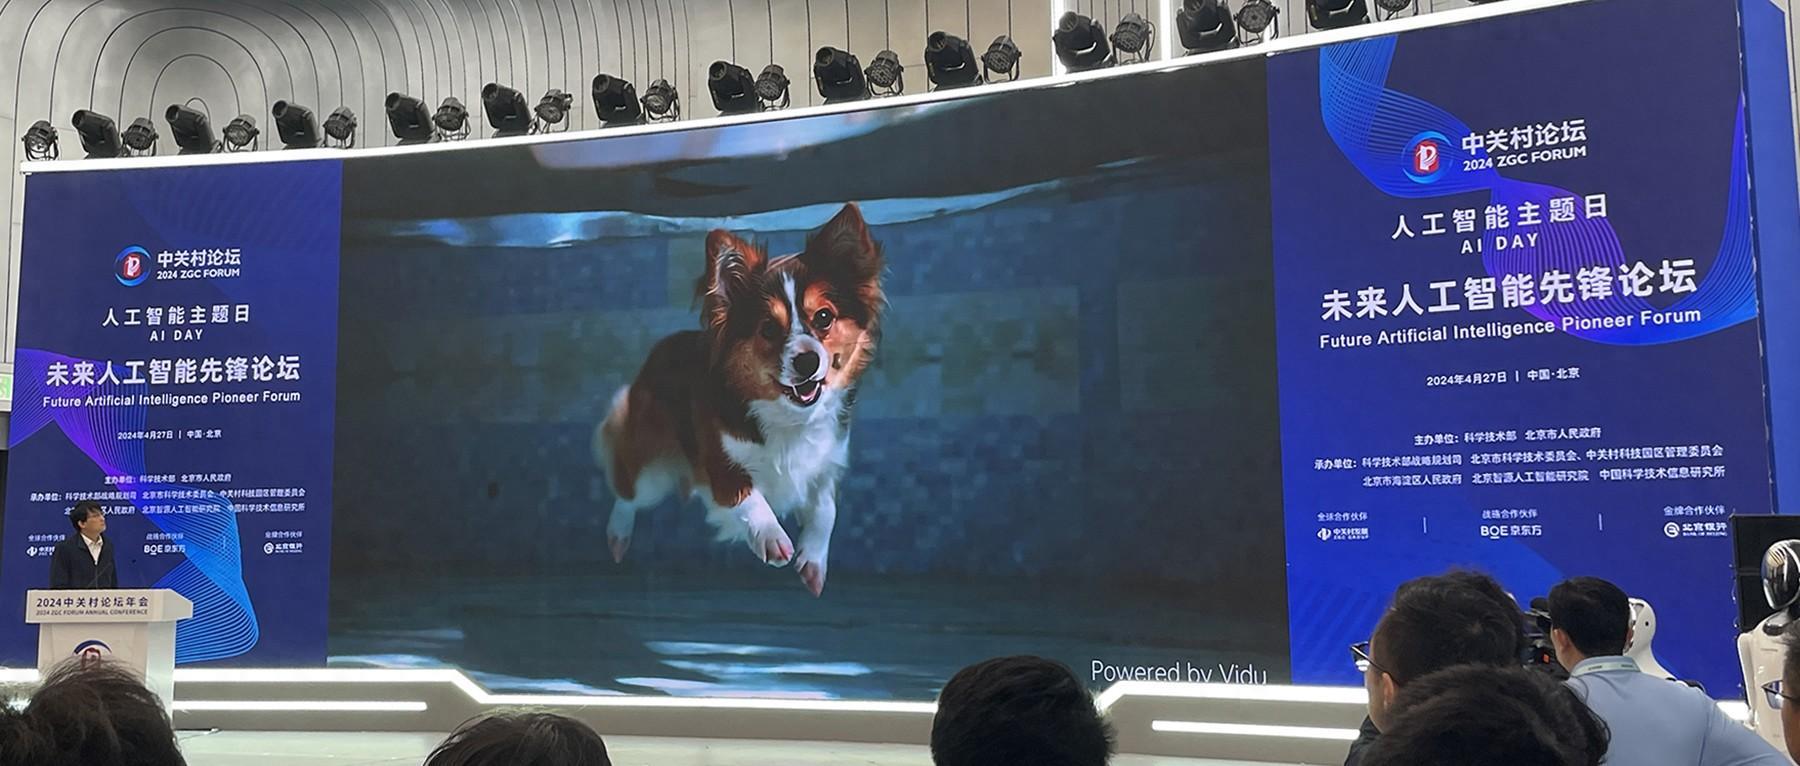 中关村论坛
2024 ZGC FORUM
人工智能主题日
AI DAY
未来人工智能先锋论坛
Future Artificial Intelligence Pioneer Forum
2024年4月27日 | 中国·北京
主办单位：科学技术部 北京市人民政府
承办单位：科学技术部战略规划司 北京市科学技术委员会、中关村科技园区管理委员会
区人民政府 北京智源人工智能研究院 中国科学技术信息研究所
战略合作伙伴 金牌合作伙伴
BOE 京东方 北京银行
2024中关村论坛年会
2024 ZGC FORUM ANNUAL CONFERENCE
Powered by Vidu
中关村论坛
2024 ZGC FORUM
人工智能主题日
AI DAY
未来人工智能先锋论坛
Future Artificial Intelligence Pioneer Forum
2024年4月27日 | 中国·北京
主办单位：科学技术部 北京市人民政府
承办单位：科学技术部战略规划司 北京市科学技术委员会、中关村科技园区管理委员会
北京市海淀区人民政府 北京智源人工智能研究院 中国科学技术信息研究所
全球合作伙伴 战略合作伙伴 金牌合作伙伴
中关村发展 BOE 京东方 北京银行
BANK OF BEIJING